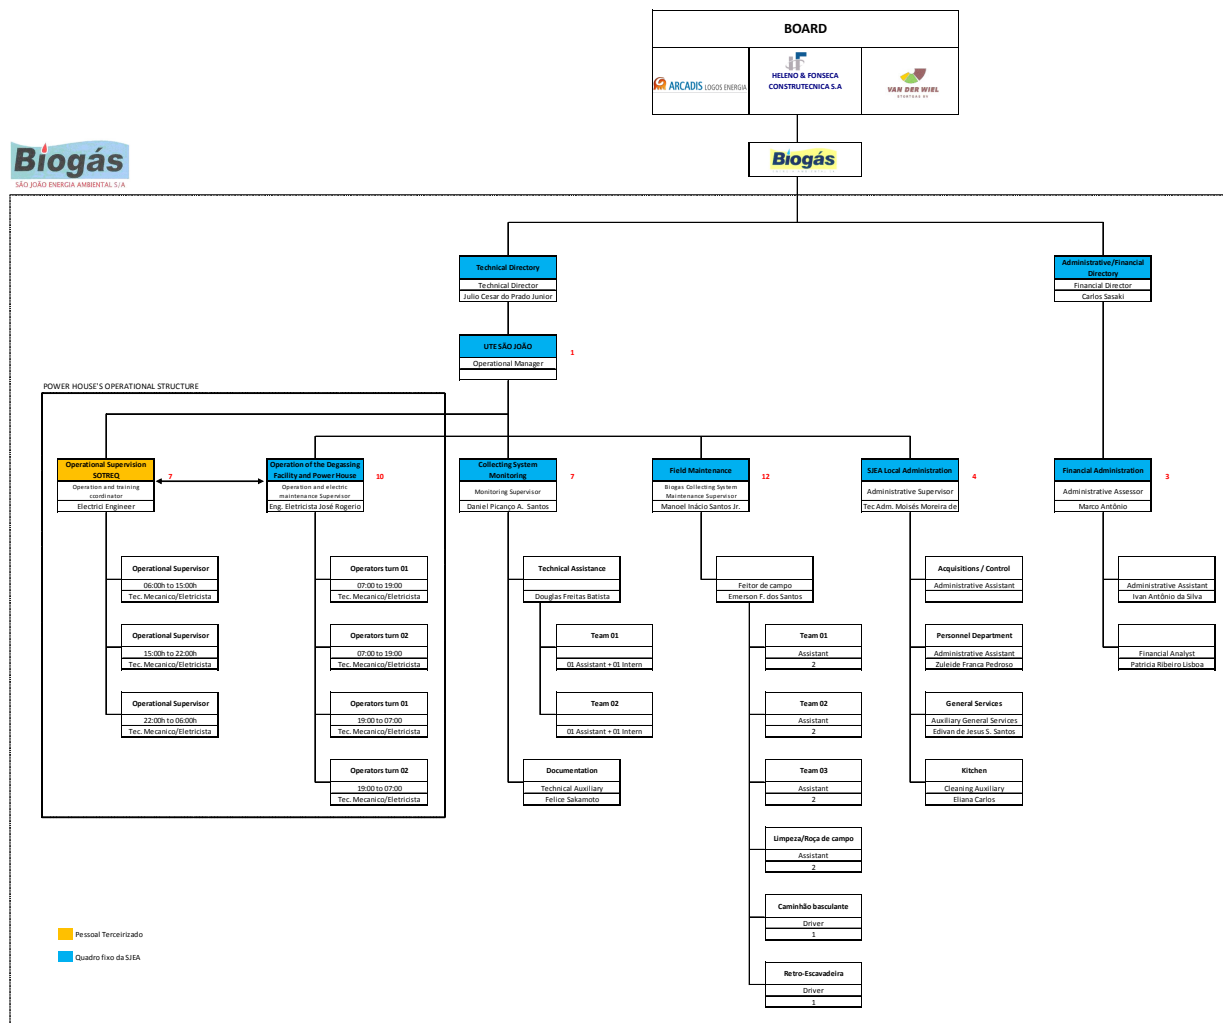 BOARD
ARCADIS LOGOS ENERGIA
HELENO & FONSECA
CONSTRUTECNICA S.A
VAN DER WIEL
STORTGAS BV
Biogás
SÃO JOÃO ENERGIA AMBIENTAL S/A
Biogás
Technical Directory
Technical Director
Julio Cesar do Prado Junior
Administrative/Financial
Directory
Financial Director
Carlos Sasaki
UTE SÃO JOÃO
Operational Manager
1
POWER HOUSE'S OPERATIONAL STRUCTURE
Operational Supervision
SOTREQ
Operation and training
coordinator
Electrici Engineer
7
Operation of the Degassing
Facility and Power House
Operation and electric
maintenance Supervisor
Eng. Eletricista José Rogerio
10
Collecting System
Monitoring
Monitoring Supervisor
Daniel Picanço A. Santos
7
Field Maintenance
Biogas Collecting System
Maintenance Supervisor
Manoel Inácio Santos Jr.
12
SJEA Local Administration
Administrative Supervisor
Tec Adm. Moisés Moreira de
4
Financial Administration
Administrative Assessor
Marco Antônio
3
Operational Supervisor
06:00h to 15:00h
Tec. Mecanico/Eletricista
Operational Supervisor
15:00h to 22:00h
Tec. Mecanico/Eletricista
Operational Supervisor
22:00h to 06:00h
Tec. Mecanico/Eletricista
Operators turn 01
07:00 to 19:00
Tec. Mecanico/Eletricista
Operators turn 02
07:00 to 19:00
Tec. Mecanico/Eletricista
Operators turn 01
19:00 to 07:00
Tec. Mecanico/Eletricista
Operators turn 02
19:00 to 07:00
Tec. Mecanico/Eletricista
Technical Assistance
Douglas Freitas Batista
Team 01
01 Assistant + 01 Intern
Team 02
01 Assistant + 01 Intern
Documentation
Technical Auxiliary
Felice Sakamoto
Feitor de campo
Emerson F. dos Santos
Team 01
Assistant
2
Team 02
Assistant
2
Team 03
Assistant
2
Limpeza/Roça de campo
Assistant
2
Caminhão basculante
Driver
1
Retro-Escavadeira
Driver
1
Acquisitions / Control
Administrative Assistant
Personnel Department
Administrative Assistant
Zuleide Franca Pedroso
General Services
Auxiliary General Services
Edivan de Jesus S. Santos
Kitchen
Cleaning Auxiliary
Eliana Carlos
Administrative Assistant
Ivan Antônio da Silva
Financial Analyst
Patricia Ribeiro Lisboa
Pessoal Terceirizado
Quadro fixo da SJEA